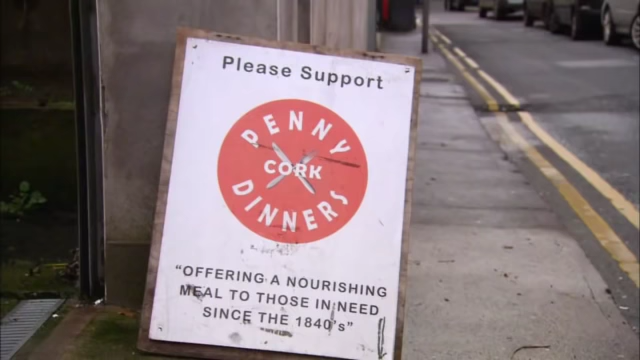 Please Support
PENNY
CORK
DINNERS
"OFFERING A NOURISHING
MEAL TO THOSE IN NEED
SINCE THE 1840's"